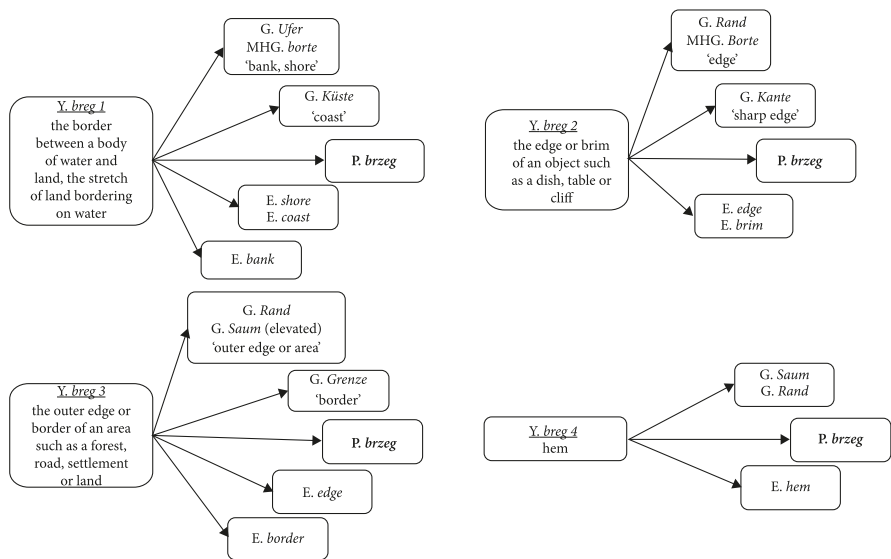 Y. breg 1
the border
between a body
of water and
land, the stretch
of land bordering
on water
G. Ufer
MHG. borte
‘bank, shore’
G. Küste
‘coast’
P. brzeg
E. shore
E. coast
E. bank
Y. breg 2
the edge or brim
of an object such
as a dish, table or
cliff
G. Rand
MHG. Borte
‘edge’
G. Kante
‘sharp edge’
P. brzeg
E. edge
E. brim
Y. breg 3
the outer edge or
border of an area
such as a forest,
road, settlement
or land
G. Rand
G. Saum (elevated)
‘outer edge or area’
G. Grenze
‘border’
P. brzeg
E. edge
E. border
Y. breg 4
hem
G. Saum
G. Rand
P. brzeg
E. hem